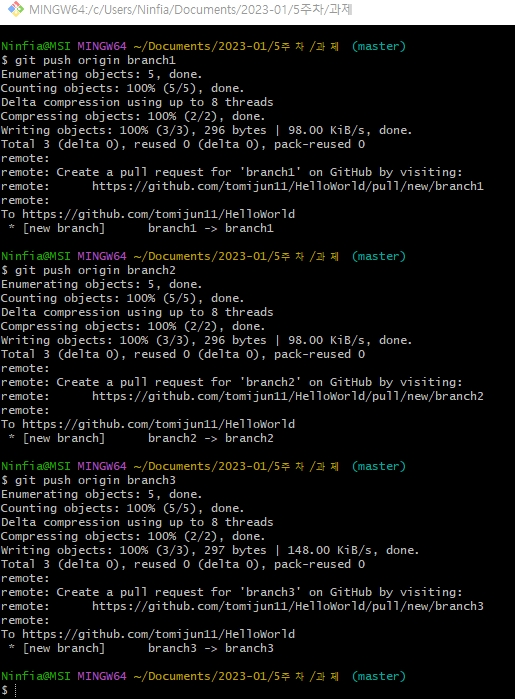 MINGW64:/c/Users/Ninfia/Documents/2023-01/5주차/과제
Ninfia@MSI MINGW64 ~/Documents/2023-01/5주차/과제 (master)
$ git push origin branch1
Enumerating objects: 5, done.
Counting objects: 100% (5/5), done.
Delta compression using up to 8 threads
Compressing objects: 100% (2/2), done.
Writing objects: 100% (3/3), 296 bytes | 98.00 KiB/s, done.
Total 3 (delta 0), reused 0 (delta 0), pack-reused 0
remote:
remote: Create a pull request for 'branch1' on GitHub by visiting:
remote:      https://github.com/tomijun11/HelloWorld/pull/new/branch1
remote:
To https://github.com/tomijun11/HelloWorld
 * [new branch]      branch1 -> branch1
Ninfia@MSI MINGW64 ~/Documents/2023-01/5주차/과제 (master)
$ git push origin branch2
Enumerating objects: 5, done.
Counting objects: 100% (5/5), done.
Delta compression using up to 8 threads
Compressing objects: 100% (2/2), done.
Writing objects: 100% (3/3), 296 bytes | 98.00 KiB/s, done.
Total 3 (delta 0), reused 0 (delta 0), pack-reused 0
remote:
remote: Create a pull request for 'branch2' on GitHub by visiting:
remote:      https://github.com/tomijun11/HelloWorld/pull/new/branch2
remote:
To https://github.com/tomijun11/HelloWorld
 * [new branch]      branch2 -> branch2
Ninfia@MSI MINGW64 ~/Documents/2023-01/5주차/과제 (master)
$ git push origin branch3
Enumerating objects: 5, done.
Counting objects: 100% (5/5), done.
Delta compression using up to 8 threads
Compressing objects: 100% (2/2), done.
Writing objects: 100% (3/3), 297 bytes | 148.00 KiB/s, done.
Total 3 (delta 0), reused 0 (delta 0), pack-reused 0
remote:
remote: Create a pull request for 'branch3' on GitHub by visiting:
remote:      https://github.com/tomijun11/HelloWorld/pull/new/branch3
remote:
To https://github.com/tomijun11/HelloWorld
 * [new branch]      branch3 -> branch3
Ninfia@MSI MINGW64 ~/Documents/2023-01/5주차/과제 (master)
$